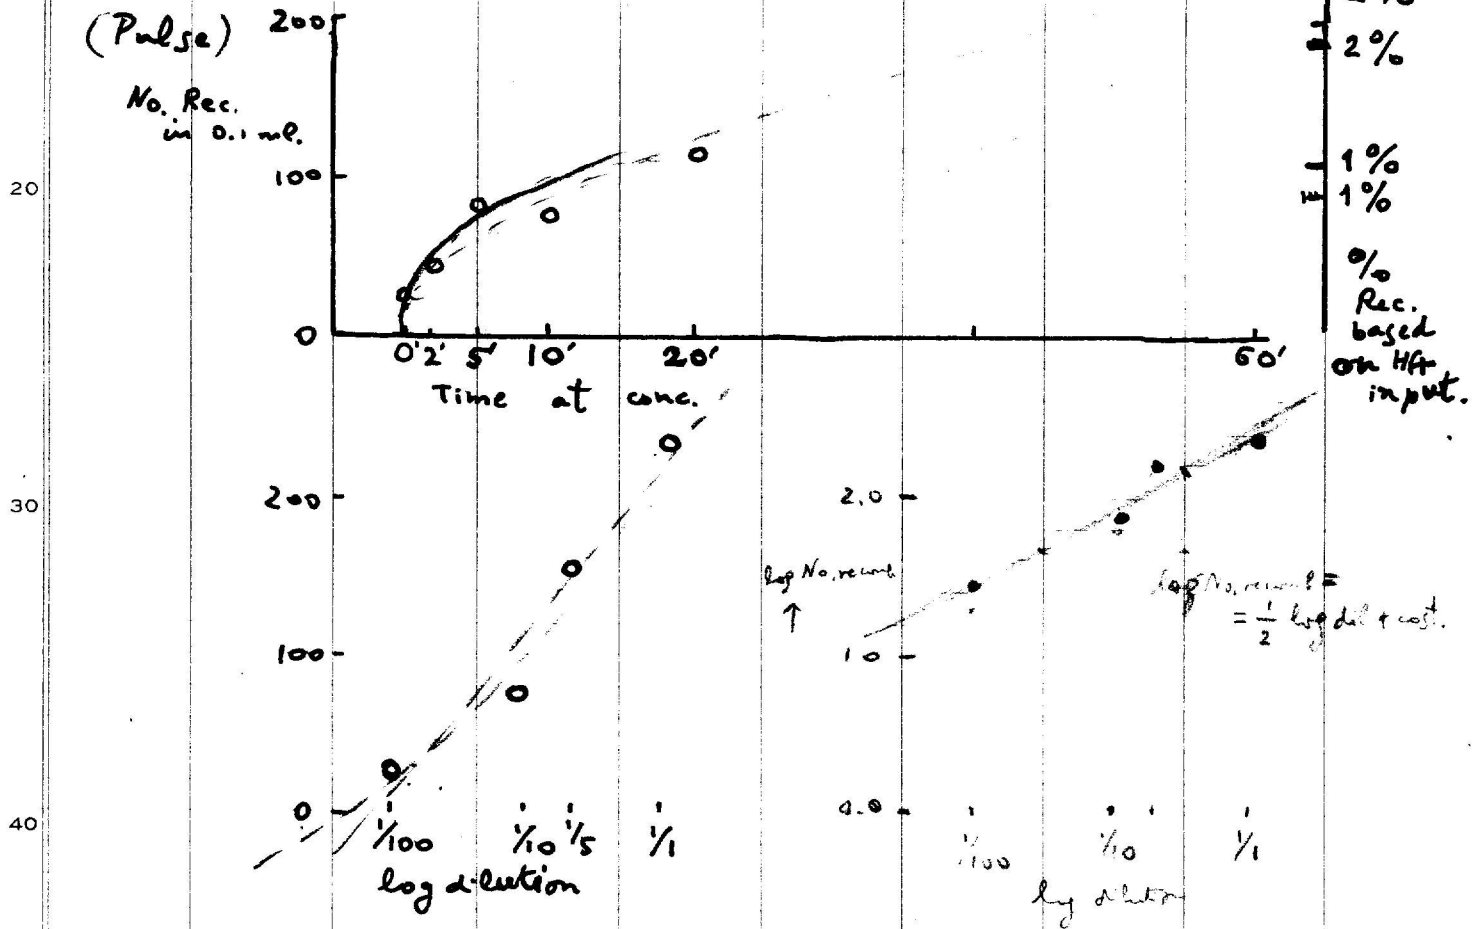 (Pulse)
No. Rec.
in 0.1 ml.
200
100
0
0' 2' 5' 10' 20' 60'
Time at conc.
2%
1%
1%
%
Rec.
based
on Hfr
input.
20
30
40
200
100
0
1/100 1/10 1/5 1/1
log dilution
log No. recomb
↑
2.0
1.0
log No. recomb =
= 1/2 log dil + cost.
1/100 1/10 1/1
log dilution